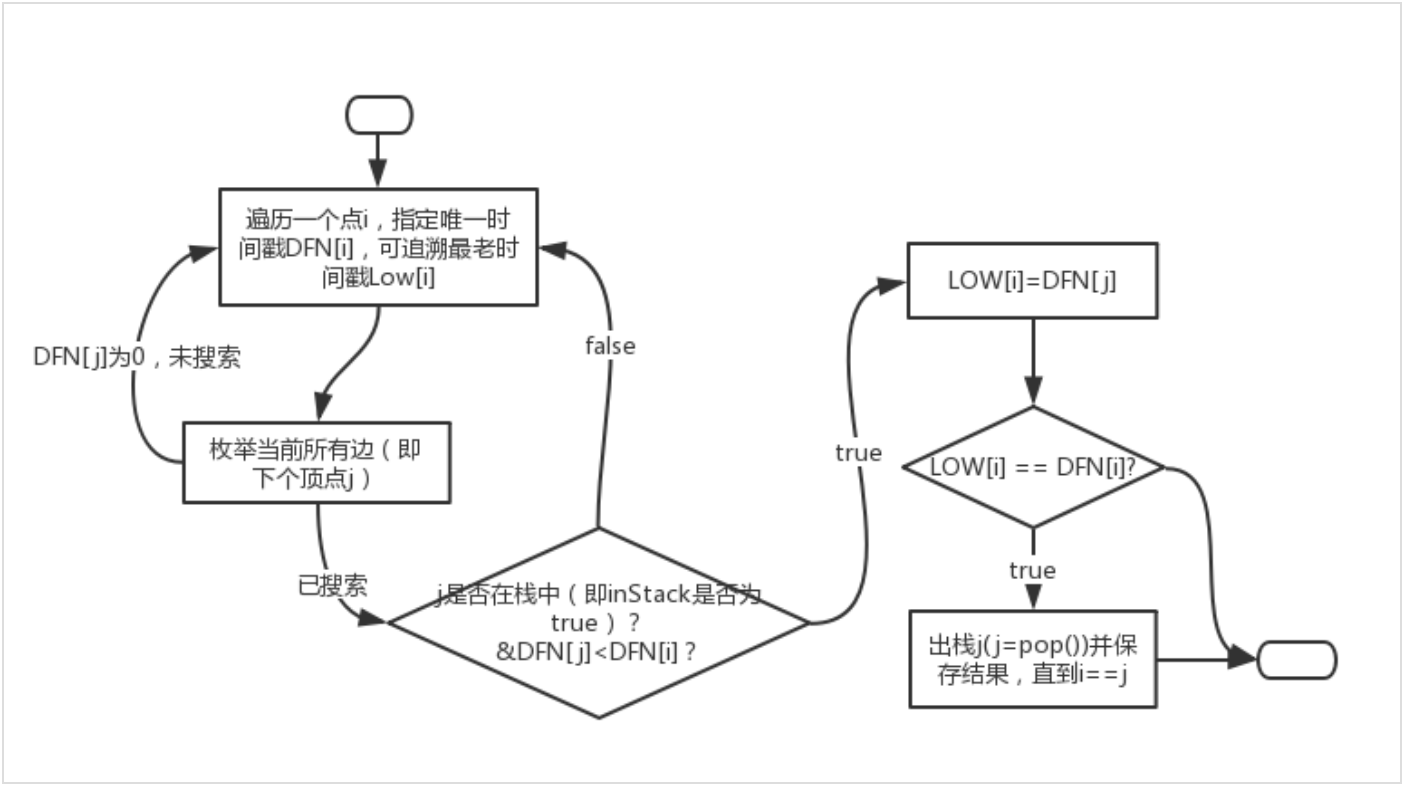 遍历一个点i，指定唯一时
间戳DFN[i]，可追溯最老时
间戳Low[i]
DFN[j]为0，未搜索
false
枚举当前所有边（即
下个顶点j）
已搜索
j是否在栈中（即inStack是否为
true）？
&DFN[j]<DFN[i]？
true
LOW[i]=DFN[j]
LOW[i] == DFN[i]?
true
出栈j(j=pop())并保
存结果，直到i==j